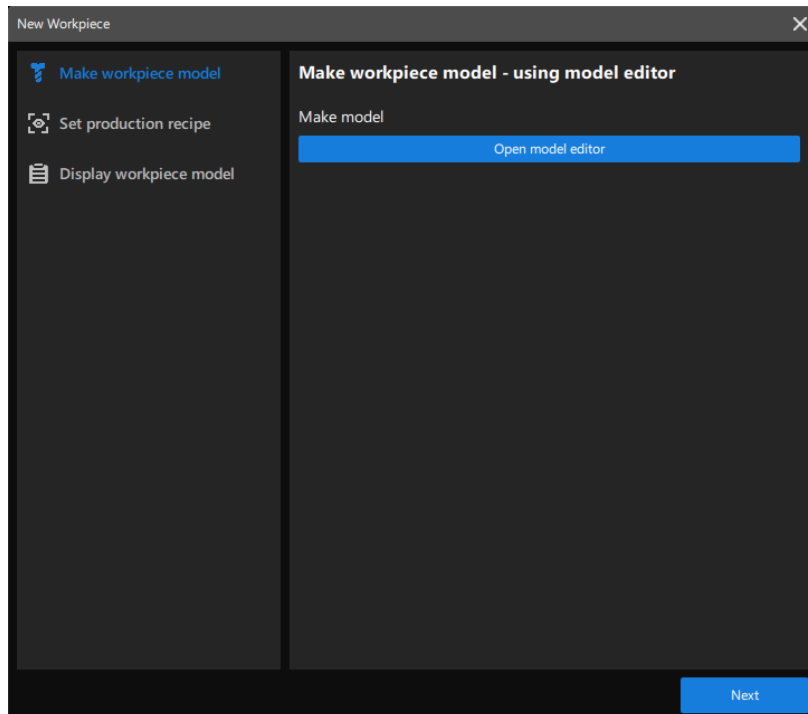 New Workpiece
Make workpiece model
Set production recipe
Display workpiece model
Make workpiece model - using model editor
Make model
Open model editor
Next